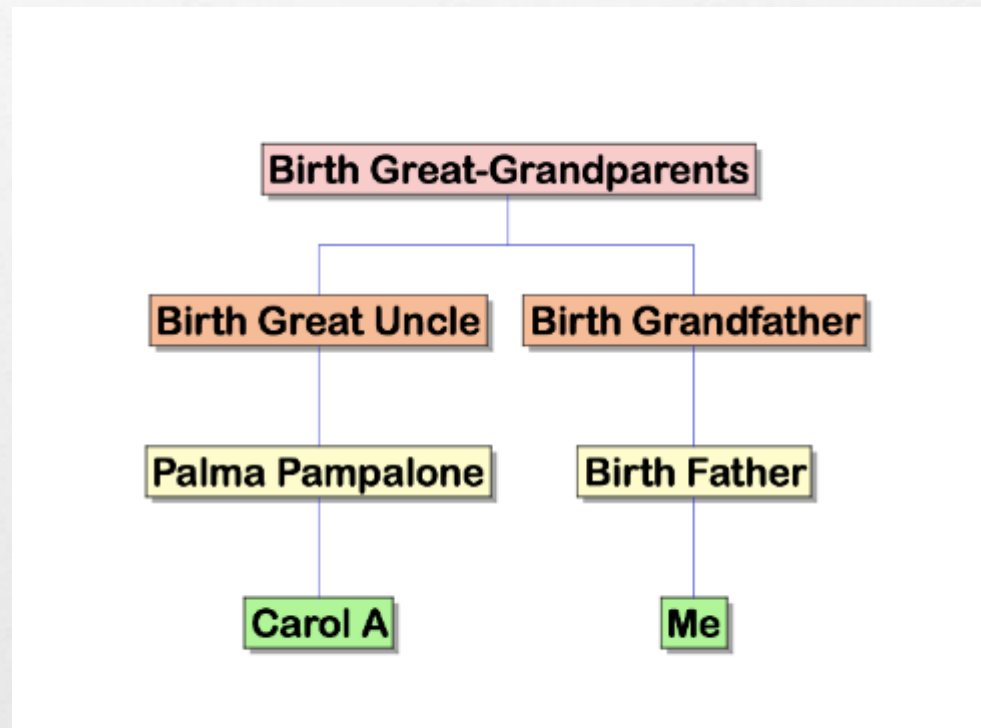 Birth Great-Grandparents
Birth Great Uncle
Birth Grandfather
Palma Pampalone
Birth Father
Carol A
Me